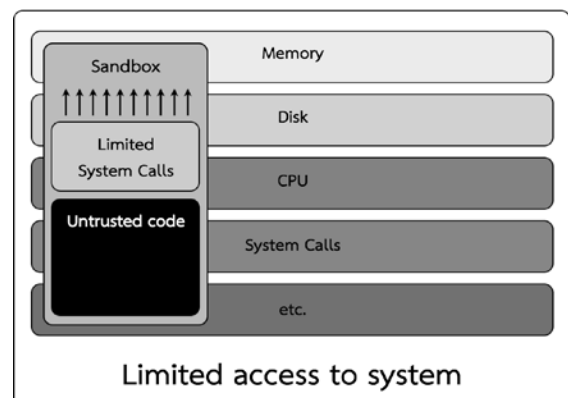 Memory
Sandbox
Disk
Limited
System Calls
CPU
Untrusted code
System Calls
etc.
Limited access to system